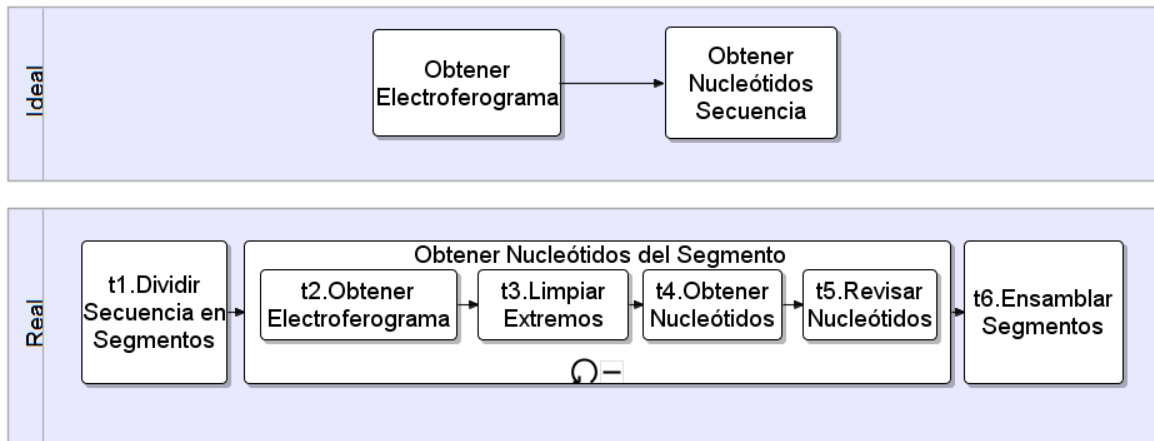 Ideal
Obtener
Electroferograma
Obtener
Nucleótidos
Secuencia
Real
t1.Dividir
Secuencia en
Segmentos
Obtener Nucleótidos del Segmento
t2.Obtener
Electroferograma
t3.Limpiar
Extremos
t4.Obtener
Nucleótidos
t5.Revisar
Nucleótidos
t6.Ensamblar
Segmentos